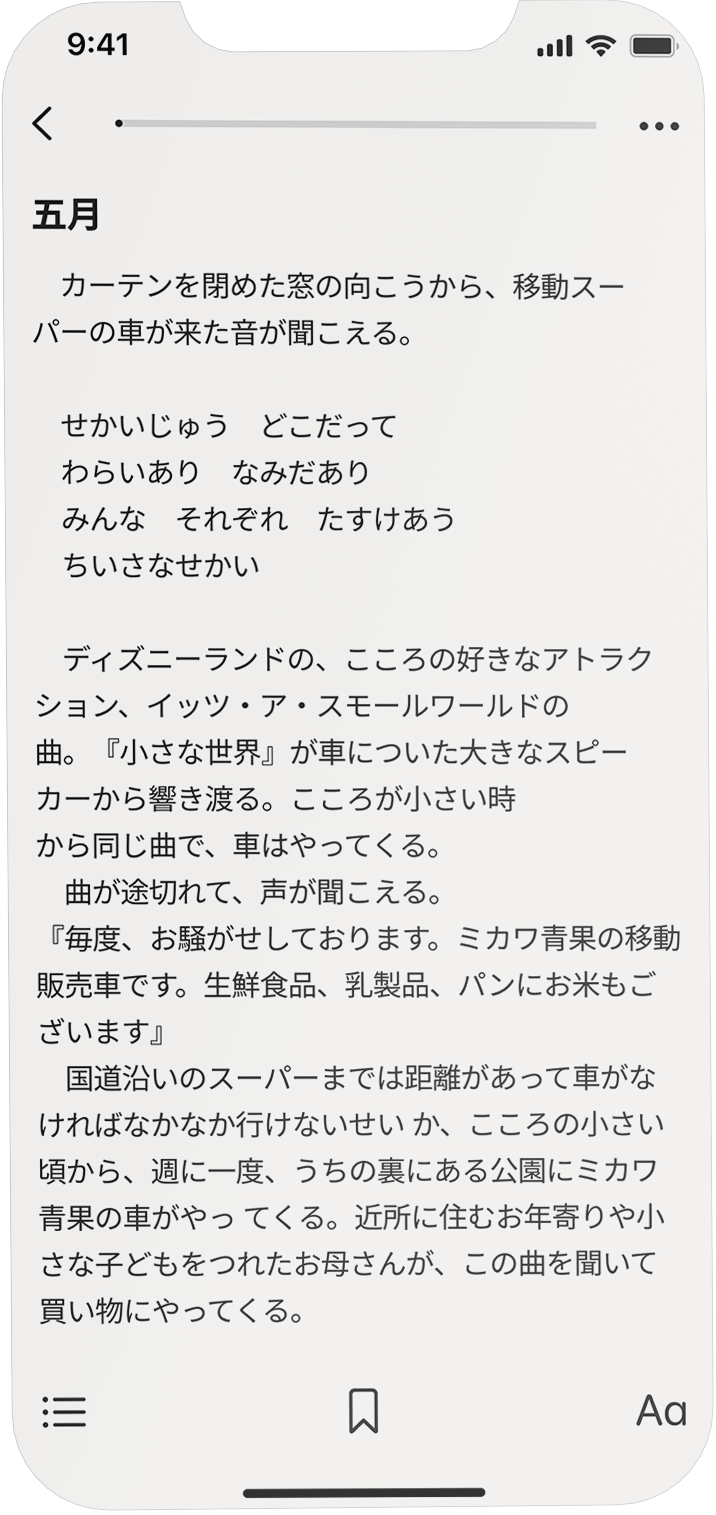 9:41
五月
カーテンを閉めた窓の向こうから、移動スー
パーの車が来た音が聞こえる。
せかいじゅう　どこだって
わらいあり　なみだあり
みんな　それぞれ　たすけあう
ちいさなせかい
ディズニーランドの、こころの好きなアトラク
ション、イッツ・ア・スモールワールドの
曲。『小さな世界』が車についた大きなスピー
カーから響き渡る。こころが小さい時
から同じ曲で、車はやってくる。
曲が途切れて、声が聞こえる。
『毎度、お騒がせしております。ミカワ青果の移動
販売車です。生鮮食品、乳製品、パンにお米もご
ざいます』
国道沿いのスーパーまでは距離があって車がな
ければなかなか行けないせい か、こころの小さい
頃から、週に一度、うちの裏にある公園にミカワ
青果の車がやっ てくる。近所に住むお年寄りや小
さな子どもをつれたお母さんが、この曲を聞いて
買い物にやってくる。
Aa